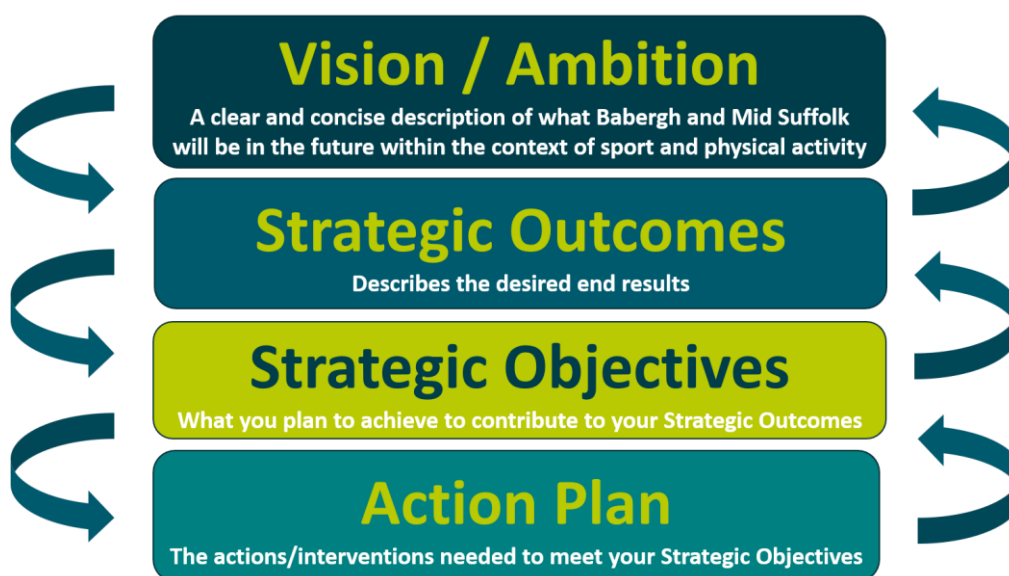 Vision / Ambition
A clear and concise description of what Babergh and Mid Suffolk
will be in the future within the context of sport and physical activity
Strategic Outcomes
Describes the desired end results
Strategic Objectives
What you plan to achieve to contribute to your Strategic Outcomes
Action Plan
The actions/interventions needed to meet your Strategic Objectives